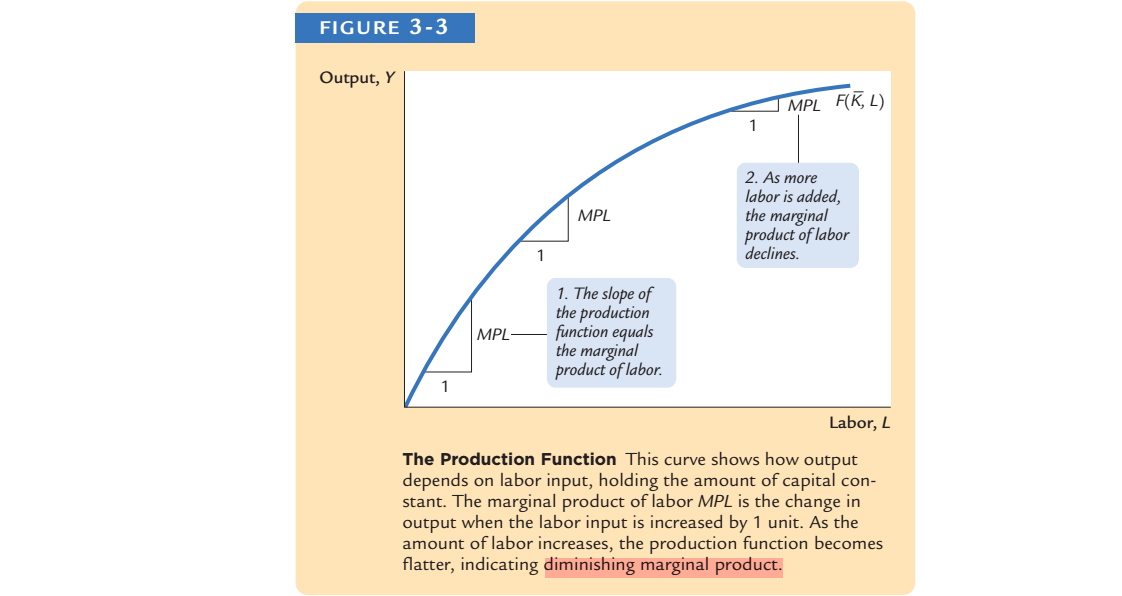 FIGURE 3-3
Output, Y
MPL
F(K̅, L)
1
2. As more
labor is added,
the marginal
product of labor
declines.
MPL
1
1. The slope of
the production
function equals
the marginal
product of labor.
MPL
1
Labor, L
The Production Function This curve shows how output
depends on labor input, holding the amount of capital con-
stant. The marginal product of labor MPL is the change in
output when the labor input is increased by 1 unit. As the
amount of labor increases, the production function becomes
flatter, indicating diminishing marginal product.